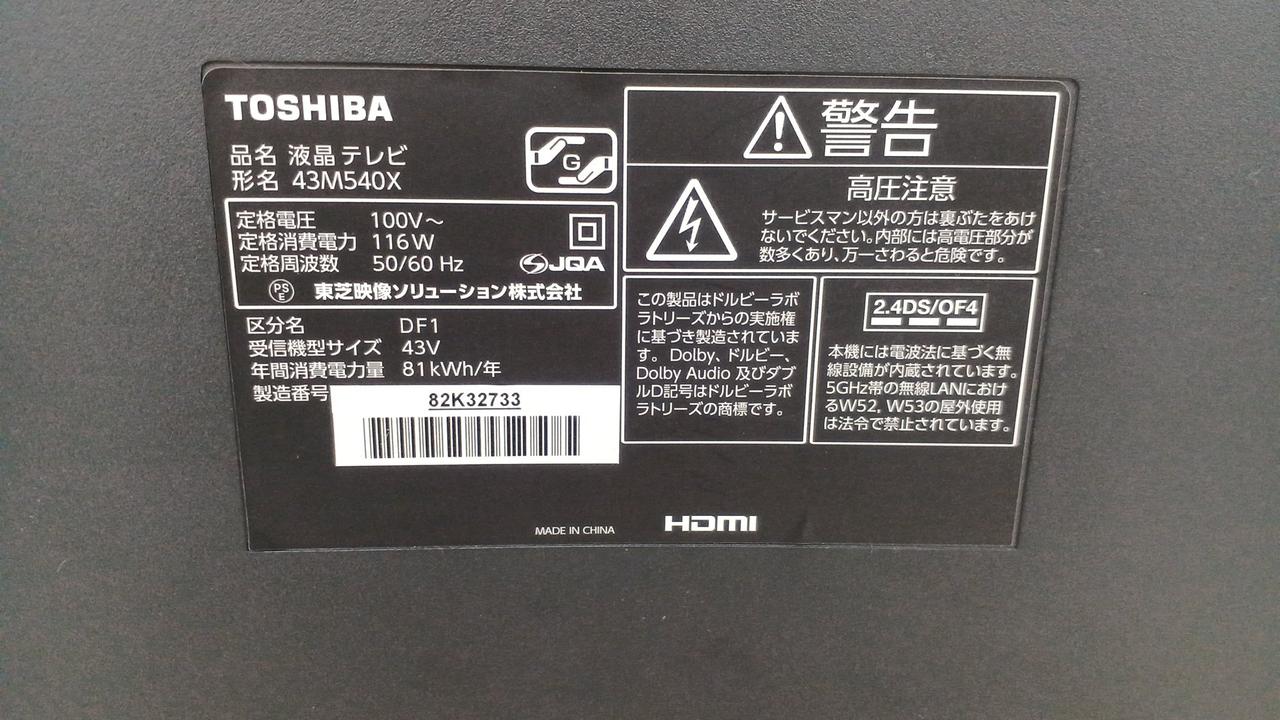 TOSHIBA
品名 液晶テレビ
形名 43M540X
G
定格電圧 100V～
定格消費電力 116W
定格周波数 50/60 Hz
JQA
PSE 東芝映像ソリューション株式会社
区分名 DF1
受信機型サイズ 43V
年間消費電力量 81kWh/年
製造番号
82K32733
MADE IN CHINA
警告
高圧注意
サービスマン以外の方は裏ぶたをあけ
ないでください。内部には高電圧部分が
数多くあり、万一さわると危険です。
この製品はドルビーラボ
ラトリーズからの実施権
に基づき製造されていま
す。Dolby、ドルビー、
Dolby Audio 及びダブ
ルD記号はドルビーラボ
ラトリーズの商標です。
2.4DS/OF4
本機には電波法に基づく無
線設備が内蔵されています。
5GHz帯の無線LANにおけ
るW52, W53の屋外使用
は法令で禁止されています。
HDMI